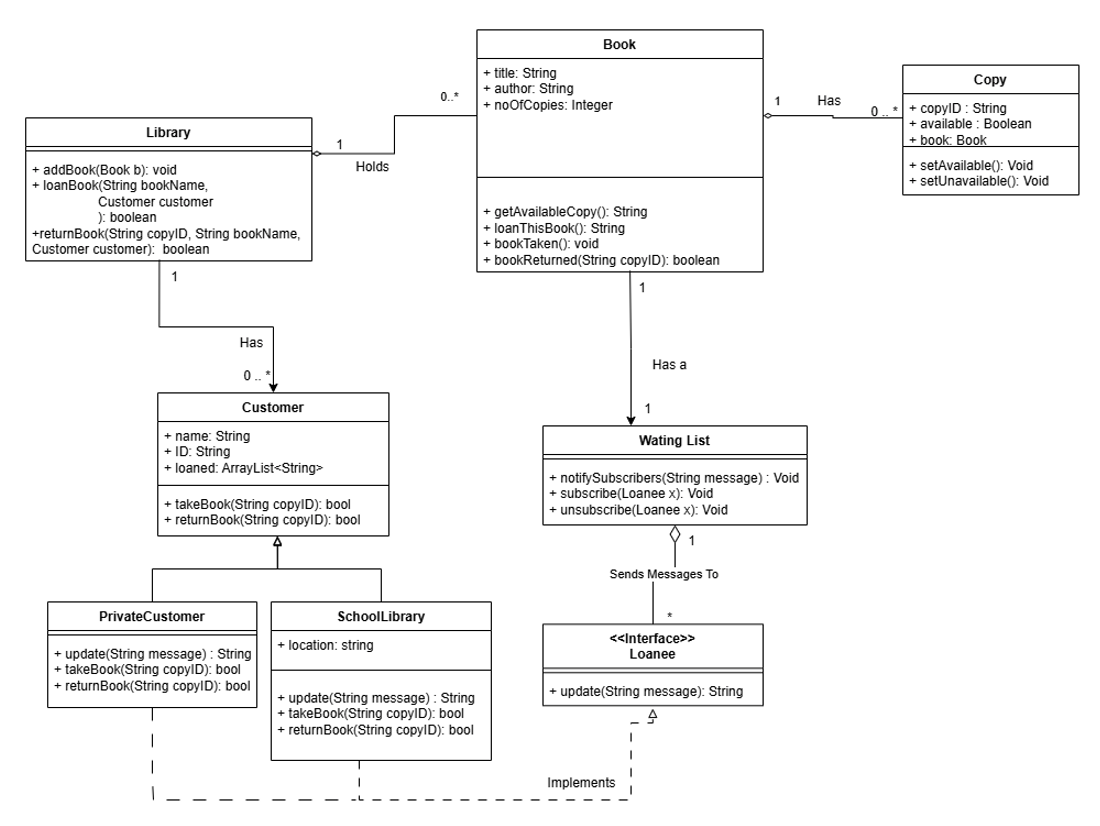 Book
+ title: String
+ author: String
+ noOfCopies: Integer
+ getAvailableCopy(): String
+ loanThisBook(): String
+ bookTaken(): void
+ bookReturned(String copyID): boolean
1
Has
0 .. *
Copy
+ copyID : String
+ available : Boolean
+ book: Book
+ setAvailable(): Void
+ setUnavailable(): Void
0..*
1
Holds
Library
+ addBook(Book b): void
+ loanBook(String bookName,
Customer customer
): boolean
+returnBook(String copyID, String bookName,
Customer customer): boolean
1
Has
0 .. *
1
Has a
1
Customer
+ name: String
+ ID: String
+ loaned: ArrayList<String>
+ takeBook(String copyID): bool
+ returnBook(String copyID): bool
Wating List
+ notifySubscribers(String message) : Void
+ subscribe(Loanee x): Void
+ unsubscribe(Loanee x): Void
1
Sends Messages To
*
PrivateCustomer
+ update(String message) : String
+ takeBook(String copyID): bool
+ returnBook(String copyID): bool
SchoolLibrary
+ location: string
+ update(String message) : String
+ takeBook(String copyID): bool
+ returnBook(String copyID): bool
<<Interface>>
Loanee
+ update(String message): String
Implements